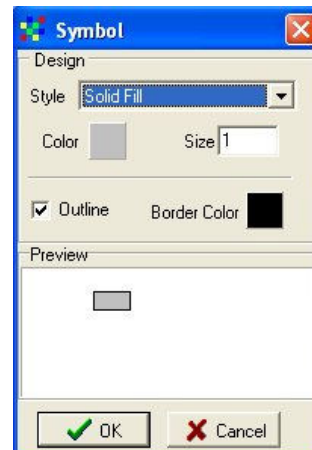 Symbol
Design
Style Solid Fill
Color Size 1
Outline Border Color
Preview
OK Cancel